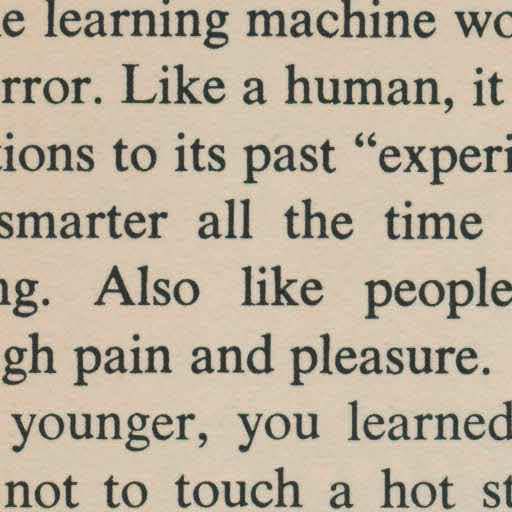 e learning machine wo
rror. Like a human, it
tions to its past “experi
smarter all the time
ng. Also like people
gh pain and pleasure.
younger, you learned
not to touch a hot st